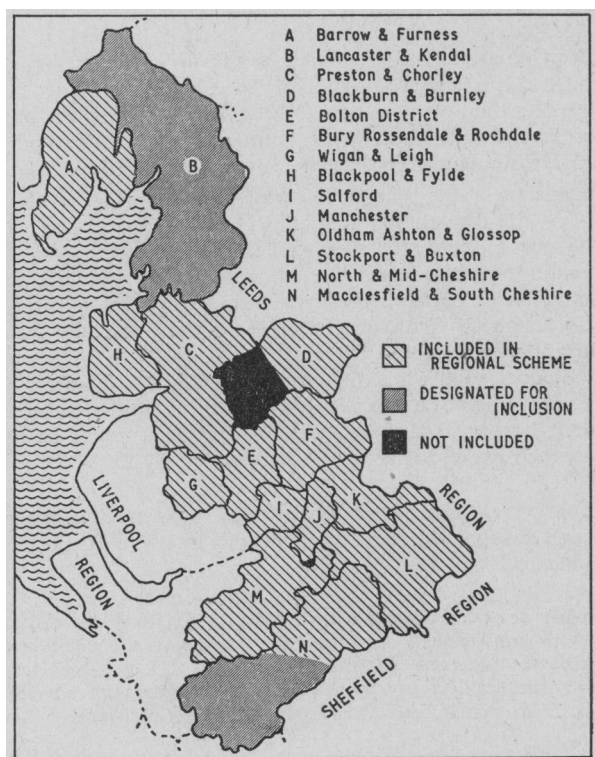 A Barrow & Furness
B Lancaster & Kendal
C Preston & Chorley
D Blackburn & Burnley
E Bolton District
F Bury Rossendale & Rochdale
G Wigan & Leigh
H Blackpool & Fylde
I Salford
J Manchester
K Oldham Ashton & Glossop
L Stockport & Buxton
M North & Mid-Cheshire
N Macclesfield & South Cheshire
A
B
LEEDS
H
C
D
INCLUDED IN
REGIONAL SCHEME
DESIGNATED FOR
INCLUSION
NOT INCLUDED
F
E
G
I
J
K
REGION
LIVERPOOL
REGION
L
REGION
M
N
SHEFFIELD